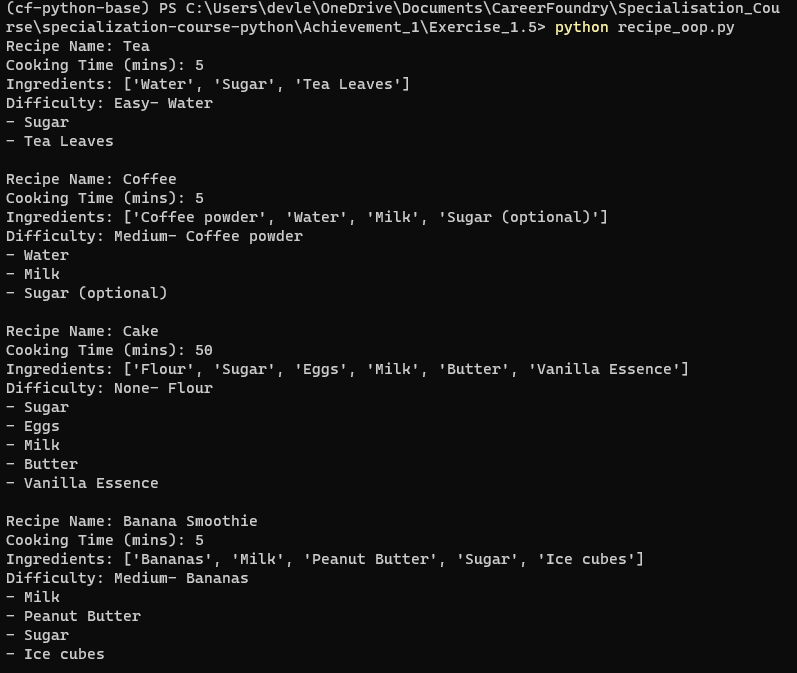 (cf-python-base) PS C:\Users\devle\OneDrive\Documents\CareerFoundry\Specialisation_Cou
rse\specialization-course-python\Achievement_1\Exercise_1.5> python recipe_oop.py
Recipe Name: Tea
Cooking Time (mins): 5
Ingredients: ['Water', 'Sugar', 'Tea Leaves']
Difficulty: Easy- Water
- Sugar
- Tea Leaves

Recipe Name: Coffee
Cooking Time (mins): 5
Ingredients: ['Coffee powder', 'Water', 'Milk', 'Sugar (optional)']
Difficulty: Medium- Coffee powder
- Water
- Milk
- Sugar (optional)

Recipe Name: Cake
Cooking Time (mins): 50
Ingredients: ['Flour', 'Sugar', 'Eggs', 'Milk', 'Butter', 'Vanilla Essence']
Difficulty: None- Flour
- Sugar
- Eggs
- Milk
- Butter
- Vanilla Essence

Recipe Name: Banana Smoothie
Cooking Time (mins): 5
Ingredients: ['Bananas', 'Milk', 'Peanut Butter', 'Sugar', 'Ice cubes']
Difficulty: Medium- Bananas
- Milk
- Peanut Butter
- Sugar
- Ice cubes